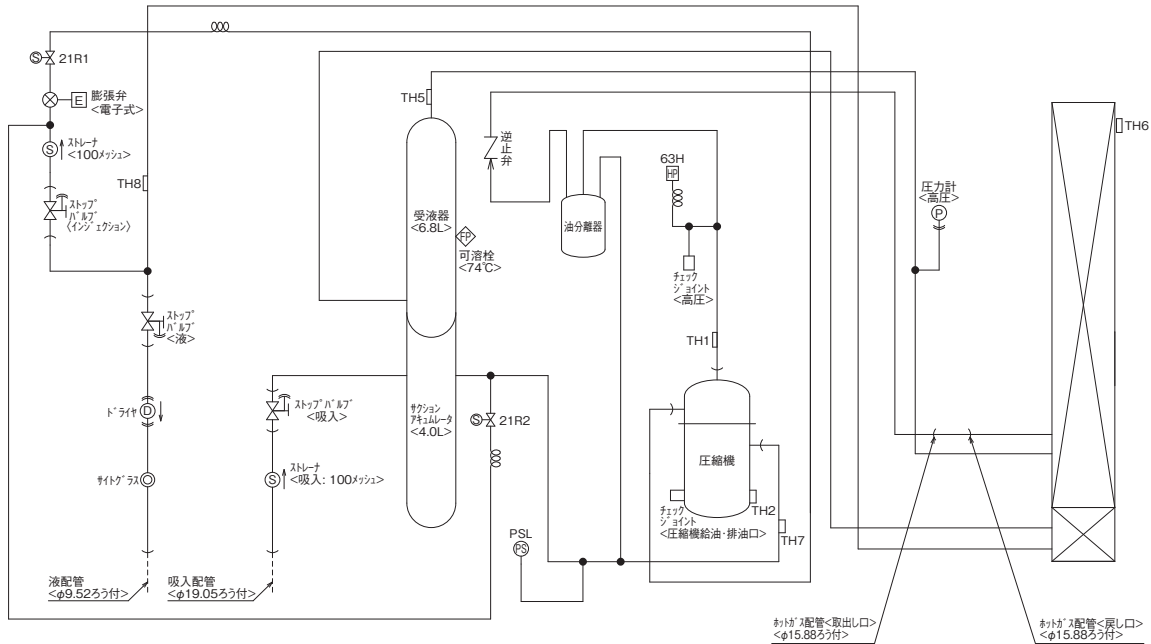 21R1
S
E
膨張弁
<電子式>
ストレーナ
<100メッシュ>
S
TH8
ストップ
バルブ
<インジェクション>
ストップ
バルブ
<液>
ドライヤ
D
サイトグラス
液配管
<φ9.52ろう付>
吸入配管
<φ19.05ろう付>
ストップバルブ
<吸入>
ストレーナ
<吸入: 100メッシュ>
S
TH5
受液器
<6.8L>
FP
可溶栓
<74℃>
サクション
アキュムレータ
<4.0L>
S
21R2
PSL
PS
逆止弁
油分離器
63H
HP
チェック
ジョイント
<高圧>
TH1
圧縮機
チェック
ジョイント
<圧縮機給油・排油口>
TH2
TH7
圧力計
<高圧>
P
TH6
ホットガス配管<取出し口>
<φ15.88ろう付>
ホットガス配管<戻し口>
<φ15.88ろう付>